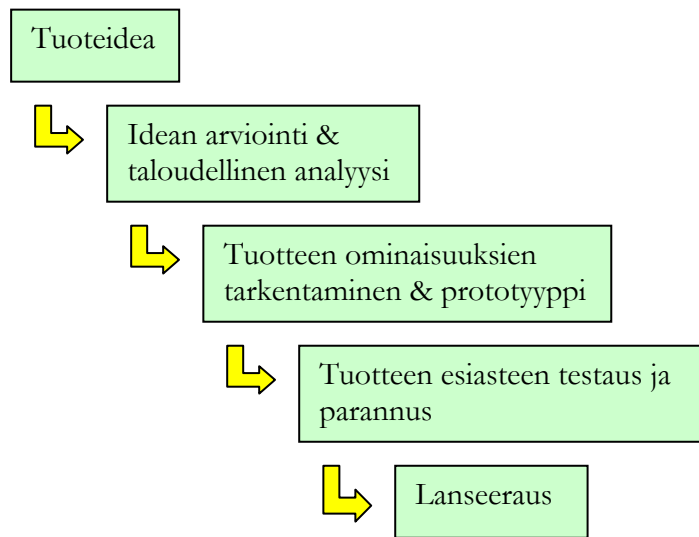 Tuoteidea
Idean arviointi &
taloudellinen analyysi
Tuotteen ominaisuuksien
tarkentaminen & prototyyppi
Tuotteen esiasteen testaus ja
parannus
Lanseeraus